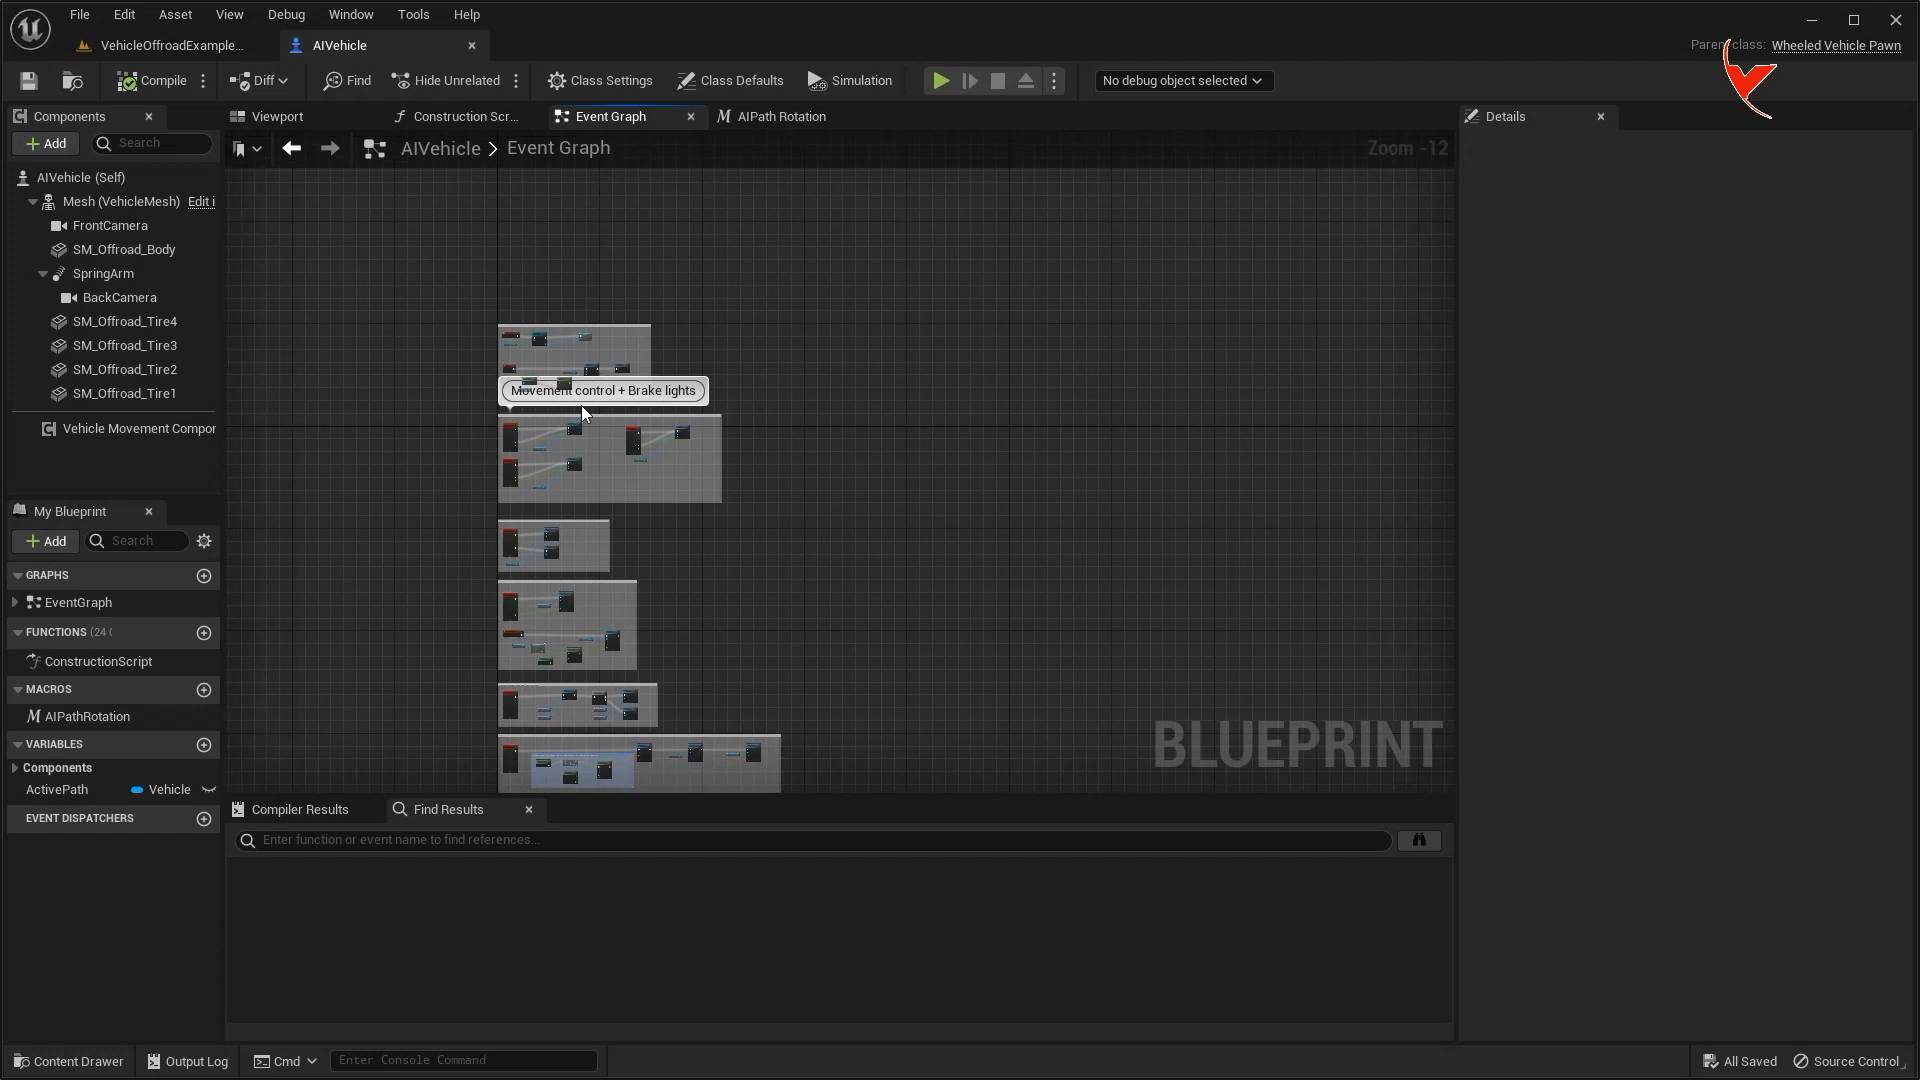 File Edit Asset View Debug Window Tools Help
VehicleOffroadExample... AIVehicle
Parent class: Wheeled Vehicle Pawn
Compile Diff Find Hide Unrelated Class Settings Class Defaults Simulation No debug object selected
Components Viewport Construction Scr... Event Graph AIPath Rotation Details
Add Search AIVehicle > Event Graph Zoom -12
AIVehicle (Self)
Mesh (VehicleMesh) Edit i
FrontCamera
SM_Offroad_Body
SpringArm
BackCamera
SM_Offroad_Tire4
SM_Offroad_Tire3
SM_Offroad_Tire2
SM_Offroad_Tire1
Vehicle Movement Compor
Movement control + Brake lights
My Blueprint
Add Search
GRAPHS
EventGraph
FUNCTIONS (24
ConstructionScript
MACROS
AIPathRotation
VARIABLES
Components
ActivePath Vehicle
EVENT DISPATCHERS
BLUEPRINT
Compiler Results Find Results
Enter function or event name to find references...
Content Drawer Output Log Cmd Enter Console Command All Saved Source Control